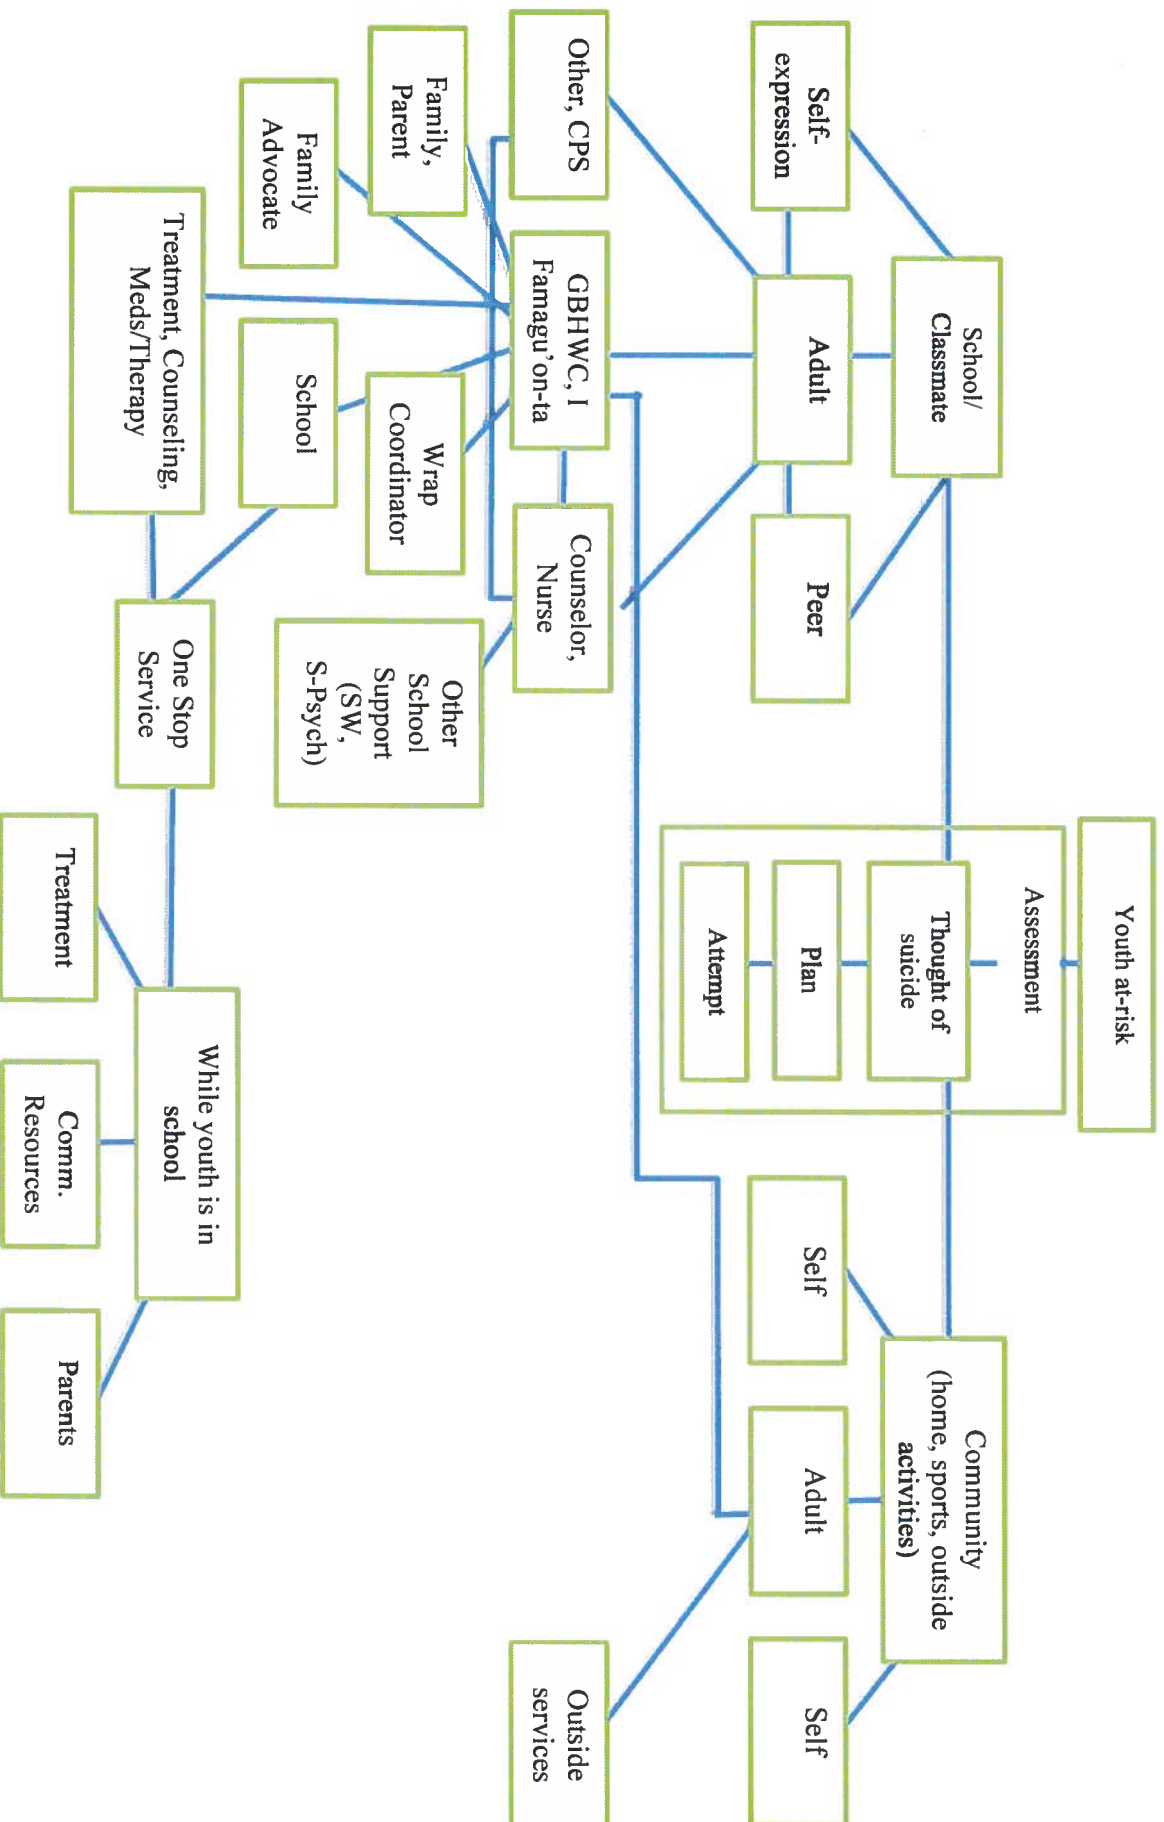 Youth at-risk
Assessment
Thought of
suicide
Plan
Attempt
School/
Classmate
Self-
expression
Adult
Peer
Other, CPS
GBHWC, I
Famagu'on-ta
Counselor,
Nurse
Family,
Parent
Wrap
Coordinator
Other
School
Support
(SW,
S-Psych)
Family
Advocate
School
Treatment, Counseling,
Meds/Therapy
One Stop
Service
While youth is in
school
Treatment
Comm.
Resources
Parents
Community
(home, sports, outside
activities)
Self
Adult
Self
Outside
services